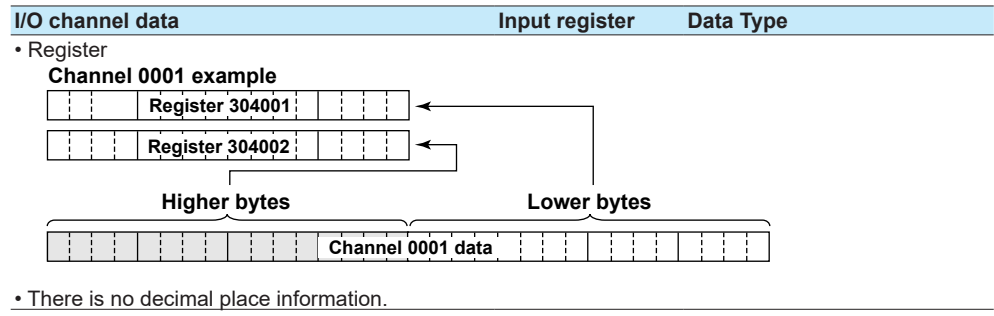 I/O channel data Input register Data Type
• Register
Channel 0001 example
Register 304001
Register 304002
Higher bytes Lower bytes
Channel 0001 data
• There is no decimal place information.